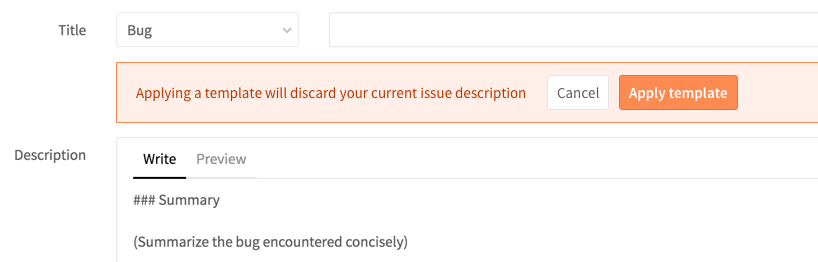 Title Bug
Applying a template will discard your current issue description Cancel Apply template
Description Write Preview
### Summary
(Summarize the bug encountered concisely)